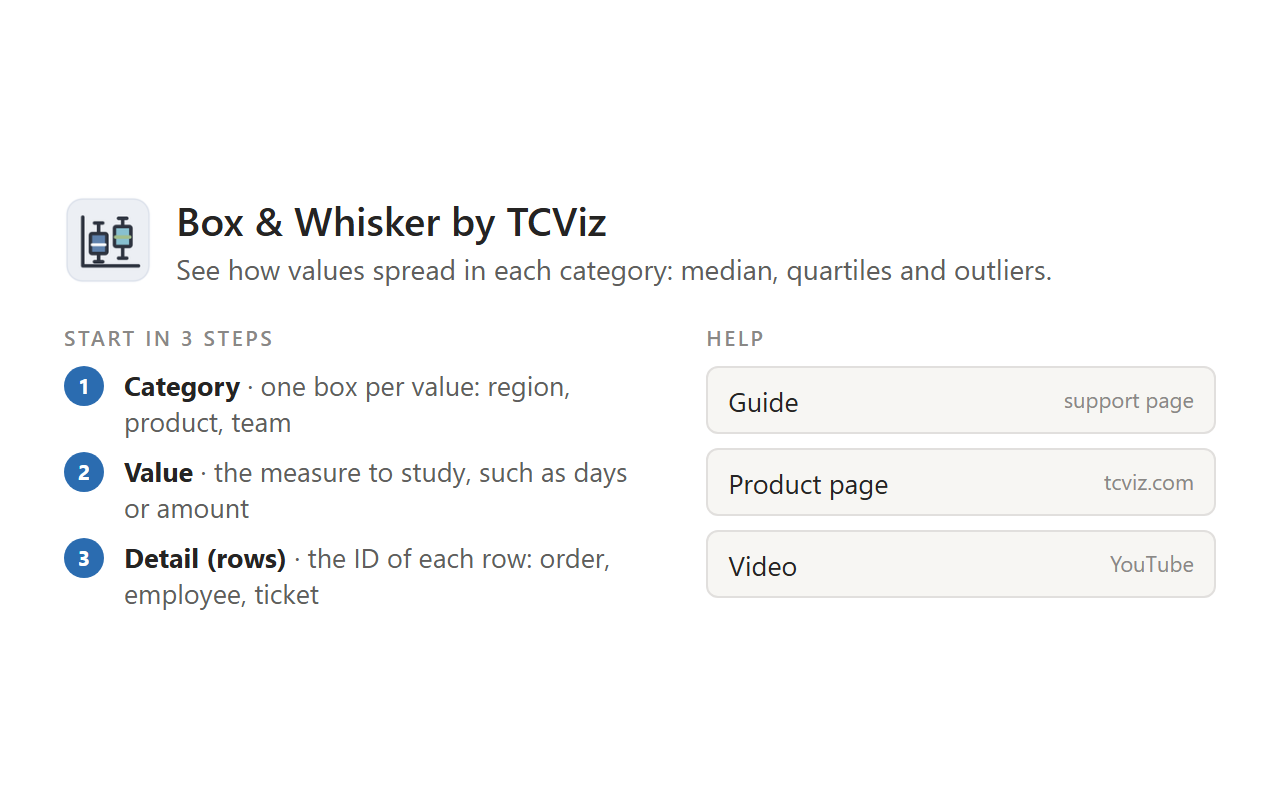 Box & Whisker by TCViz
See how values spread in each category: median, quartiles and outliers.
START IN 3 STEPS
1 Category · one box per value: region,
product, team
2 Value · the measure to study, such as days
or amount
3 Detail (rows) · the ID of each row: order,
employee, ticket
HELP
Guide support page
Product page tcviz.com
Video YouTube